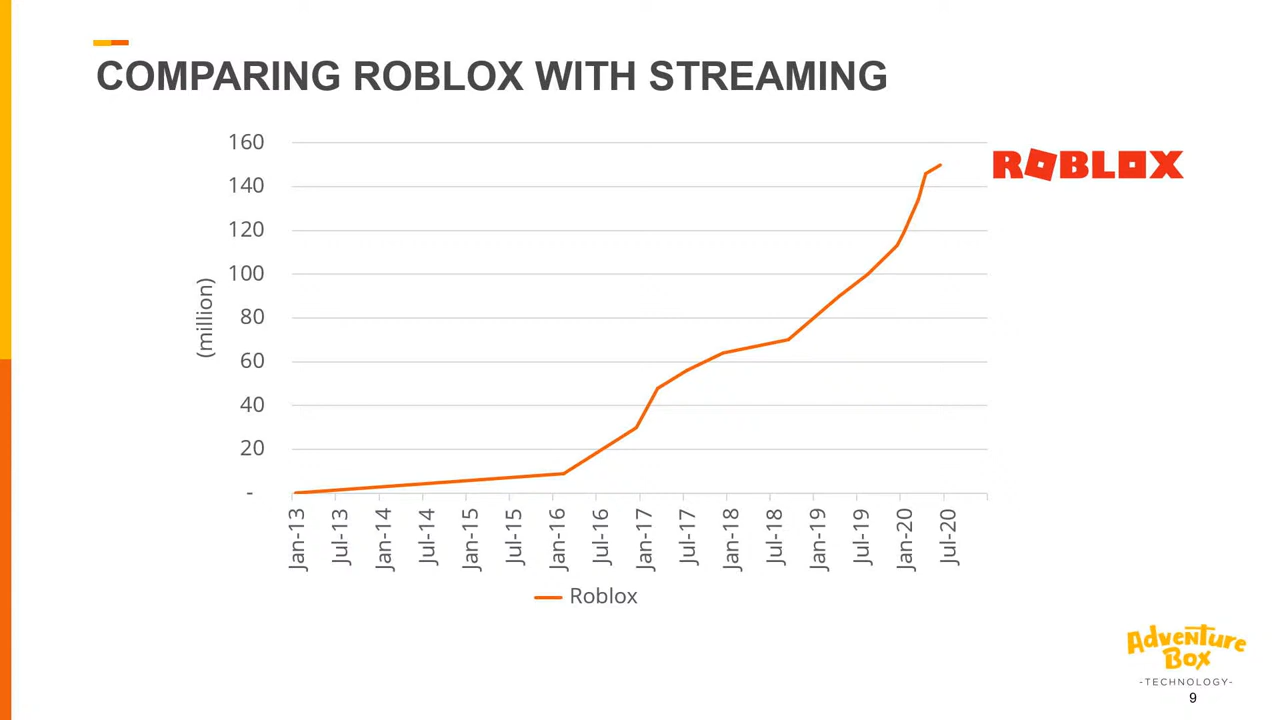 COMPARING ROBLOX WITH STREAMING
160
140
120
100
80
60
40
20
-
(million)
ROBLOX
Jan-13
Jul-13
Jan-14
Jul-14
Jan-15
Jul-15
Jan-16
Jul-16
Jan-17
Jul-17
Jan-18
Jul-18
Jan-19
Jul-19
Jan-20
Jul-20
Roblox
Adventure
Box
-TECHNOLOGY-
9